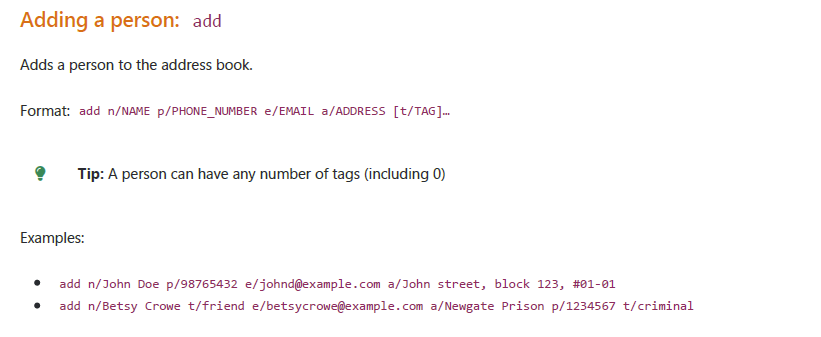 Adding a person: add
Adds a person to the address book.
Format: add n/NAME p/PHONE_NUMBER e/EMAIL a/ADDRESS [t/TAG]…
Tip: A person can have any number of tags (including 0)
Examples:
• add n/John Doe p/98765432 e/johnd@example.com a/John street, block 123, #01-01
• add n/Betsy Crowe t/friend e/betsycrowe@example.com a/Newgate Prison p/1234567 t/criminal